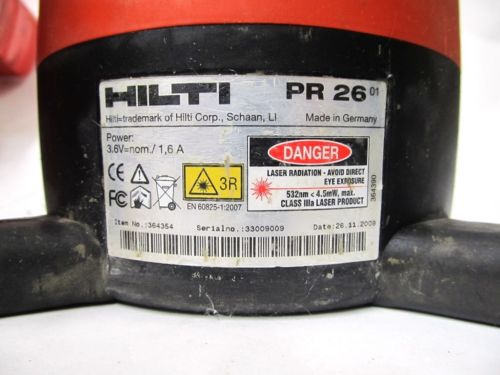 HILTI PR 26 01
Hilti=trademark of Hilti Corp., Schaan, LI Made in Germany
Power:
3.6V=nom./ 1,6 A
DANGER
LASER RADIATION - AVOID DIRECT
EYE EXPOSURE
532nm < 4.5mW, max.
CLASS IIIa LASER PRODUCT
364390
CE
FC
3R
EN 60825-1:2007
Item No.:364354 Serialno.:33009009 Date:26.11.2009